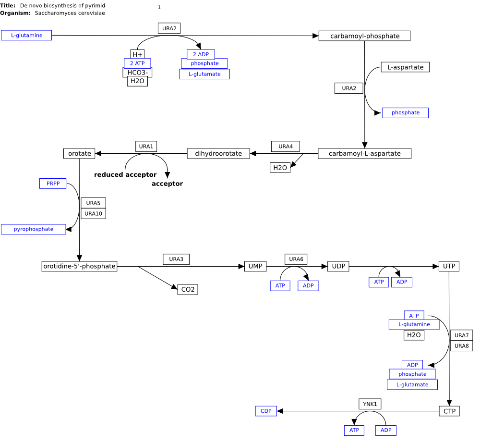 Title: De novo biosynthesis of pyrimid 1
Organism: Saccharomyces cerevisiae
URA2
L-glutamine
carbamoyl-phosphate
H+
2 ATP
HCO3-
H2O
2 ADP
phosphate
L-glutamate
L-aspartate
URA2
phosphate
URA1
URA4
orotate
dihydroorotate
carbamoyl-L-aspartate
H2O
reduced acceptor
acceptor
PRPP
URA5
URA10
pyrophosphate
URA3
URA6
orotidine-5'-phosphate
UMP
UDP
UTP
CO2
ATP
ADP
ATP
ADP
ATP
L-glutamine
H2O
URA7
URA8
ADP
phosphate
L-glutamate
YNK1
CDP
CTP
ATP
ADP